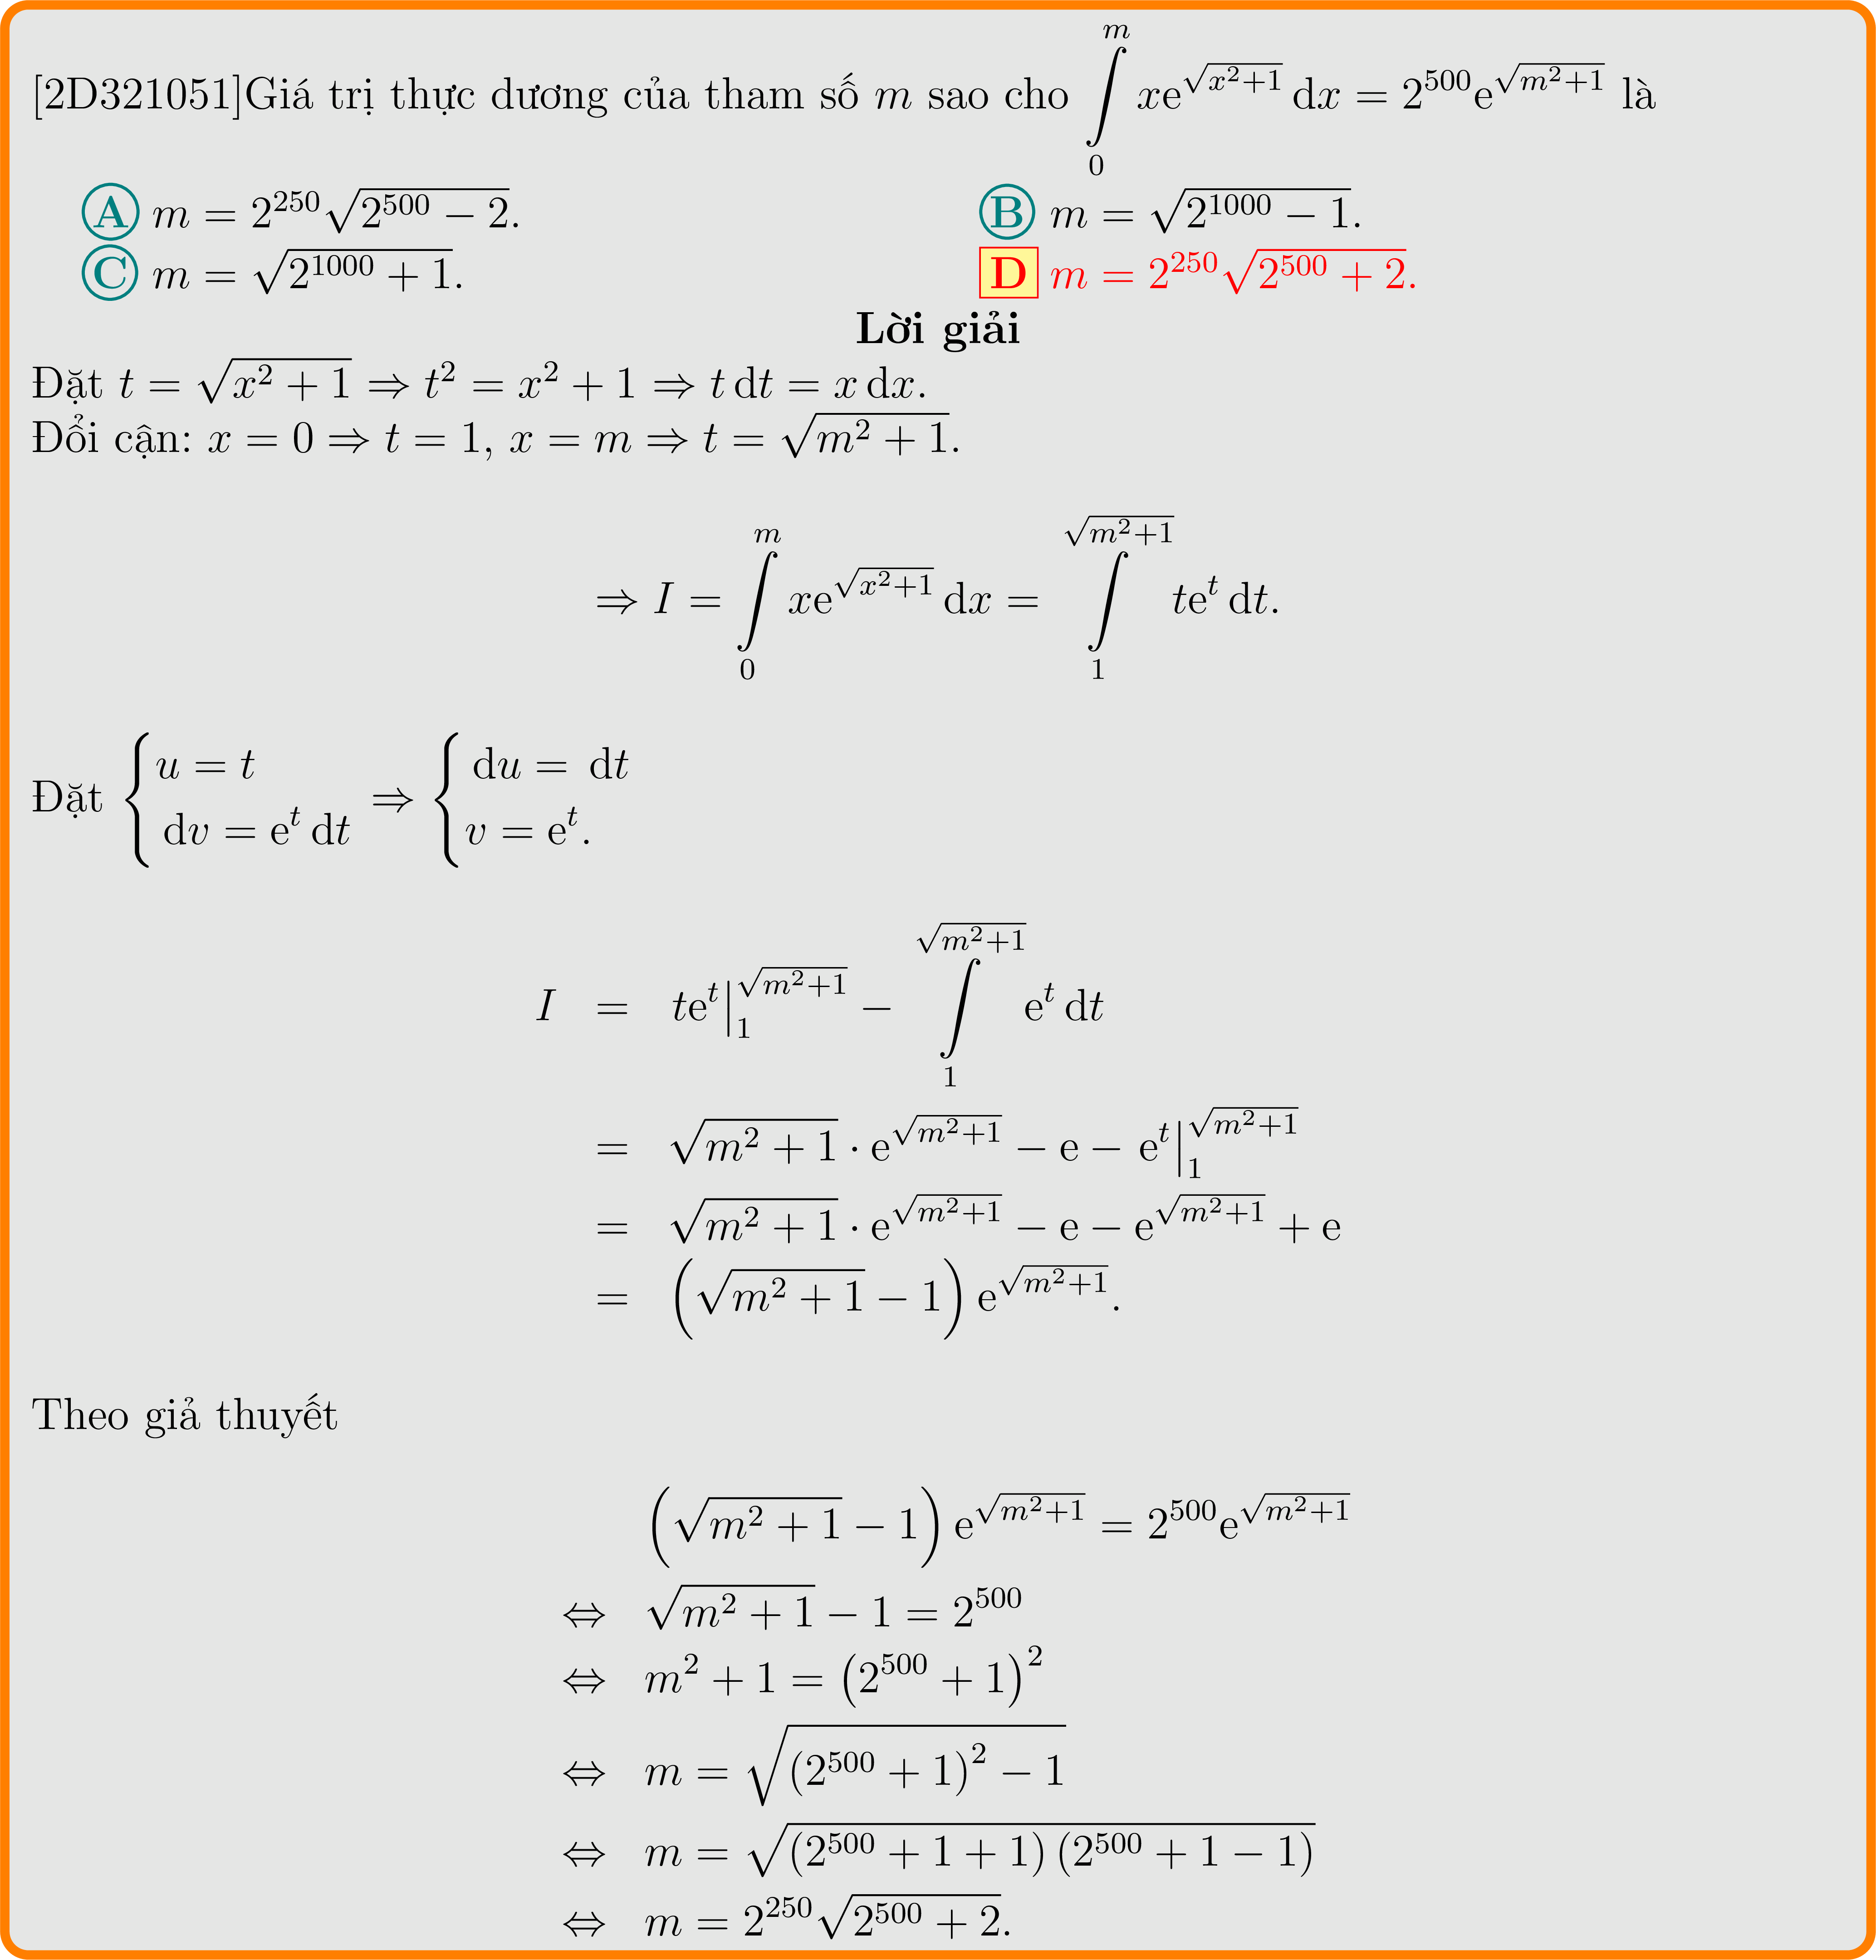 [2D321051]Giá trị thực dương của tham số $m$ sao cho $\int\limits_0^m x\mathrm{e}^{\sqrt{x^2+1}}\,\mathrm{d}x = 2^{500}\mathrm{e}^{\sqrt{m^2+1}}$ là
Ⓐ $m = 2^{250}\sqrt{2^{500}-2}$. Ⓑ $m = \sqrt{2^{1000}-1}$.
Ⓒ $m = \sqrt{2^{1000}+1}$. D $m = 2^{250}\sqrt{2^{500}+2}$.
Lời giải
Đặt $t = \sqrt{x^2+1} \Rightarrow t^2 = x^2+1 \Rightarrow t\,\mathrm{d}t = x\,\mathrm{d}x$.
Đổi cận: $x = 0 \Rightarrow t = 1$, $x = m \Rightarrow t = \sqrt{m^2+1}$.
$\Rightarrow I = \int\limits_0^m x\mathrm{e}^{\sqrt{x^2+1}}\,\mathrm{d}x = \int\limits_1^{\sqrt{m^2+1}} t\mathrm{e}^t\,\mathrm{d}t.$
Đặt $\begin{cases} u = t \\ \mathrm{d}v = \mathrm{e}^t\,\mathrm{d}t \end{cases} \Rightarrow \begin{cases} \mathrm{d}u = \mathrm{d}t \\ v = \mathrm{e}^t. \end{cases}$
$I = t\mathrm{e}^t\big|_1^{\sqrt{m^2+1}} - \int\limits_1^{\sqrt{m^2+1}} \mathrm{e}^t\,\mathrm{d}t$
$= \sqrt{m^2+1}\cdot\mathrm{e}^{\sqrt{m^2+1}} - \mathrm{e} - \mathrm{e}^t\big|_1^{\sqrt{m^2+1}}$
$= \sqrt{m^2+1}\cdot\mathrm{e}^{\sqrt{m^2+1}} - \mathrm{e} - \mathrm{e}^{\sqrt{m^2+1}} + \mathrm{e}$
$= \left(\sqrt{m^2+1}-1\right)\mathrm{e}^{\sqrt{m^2+1}}.$
Theo giả thuyết
$\left(\sqrt{m^2+1}-1\right)\mathrm{e}^{\sqrt{m^2+1}} = 2^{500}\mathrm{e}^{\sqrt{m^2+1}}$
$\Leftrightarrow \sqrt{m^2+1}-1 = 2^{500}$
$\Leftrightarrow m^2+1 = \left(2^{500}+1\right)^2$
$\Leftrightarrow m = \sqrt{\left(2^{500}+1\right)^2-1}$
$\Leftrightarrow m = \sqrt{\left(2^{500}+1+1\right)\left(2^{500}+1-1\right)}$
$\Leftrightarrow m = 2^{250}\sqrt{2^{500}+2}.$